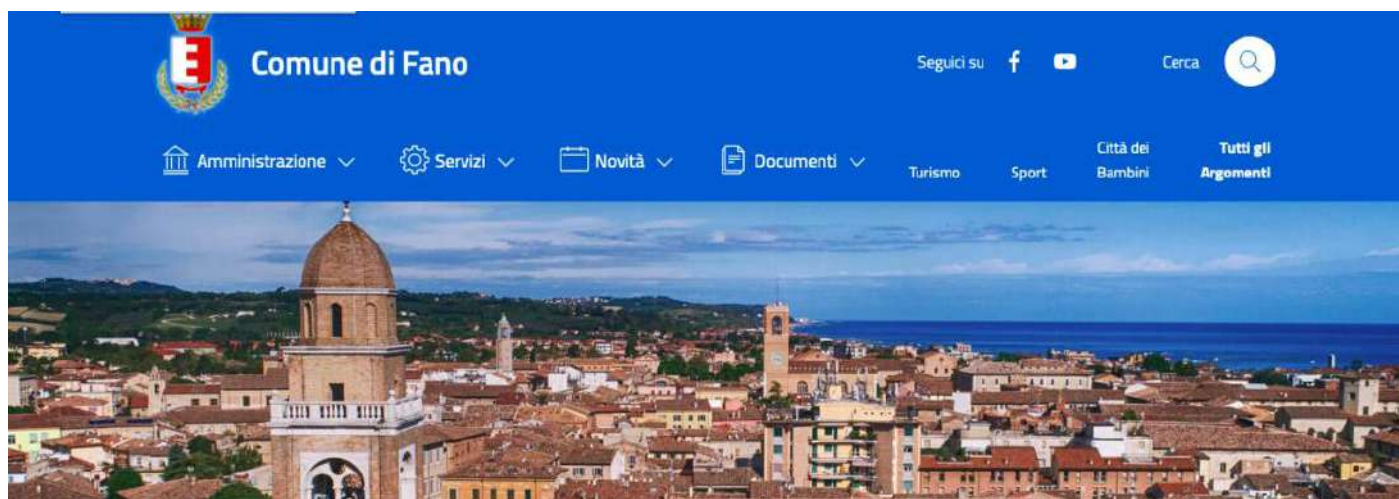 Comune di Fano
Seguici su
Cerca
Amministrazione
Servizi
Novità
Documenti
Turismo
Sport
Città dei
Bambini
Tutti gli
Argomenti